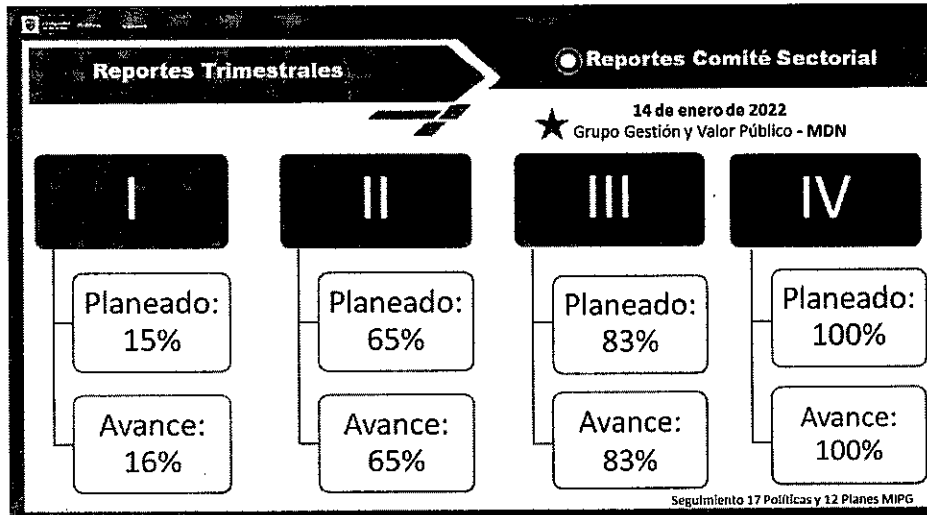 Reportes Trimestrales
Reportes Comité Sectorial
14 de enero de 2022
Grupo Gestión y Valor Público - MDN
I
II
III
IV
Planeado:
15%
Planeado:
65%
Planeado:
83%
Planeado:
100%
Avance:
16%
Avance:
65%
Avance:
83%
Avance:
100%
Seguimiento 17 Políticas y 12 Planes MIPG